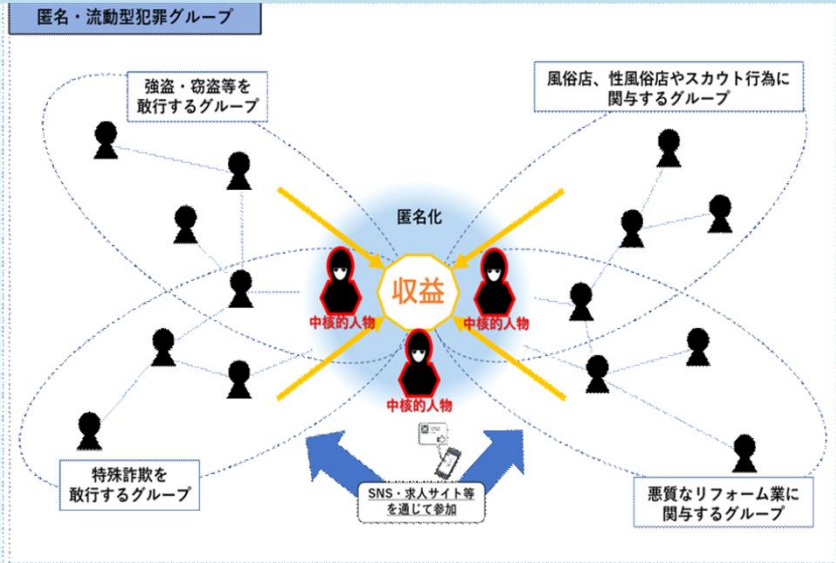 匿名・流動型犯罪グループ
強盗・窃盗等を
敢行するグループ
風俗店、性風俗店やスカウト行為に
関与するグループ
匿名化
収益
中核的人物
中核的人物
中核的人物
特殊詐欺を
敢行するグループ
SNS・求人サイト等
を通じて参加
悪質なリフォーム業に
関与するグループ